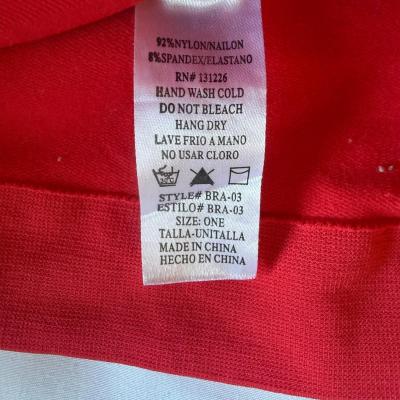 92%NYLON/NAILON
8%SPANDEX/ELASTANO
RN# 131226
HAND WASH COLD
DO NOT BLEACH
HANG DRY
LAVE FRIO A MANO
NO USAR CLORO
STYLE# BRA-03
ESTILO# BRA-03
SIZE: ONE
TALLA-UNITALLA
MADE IN CHINA
HECHO EN CHINA